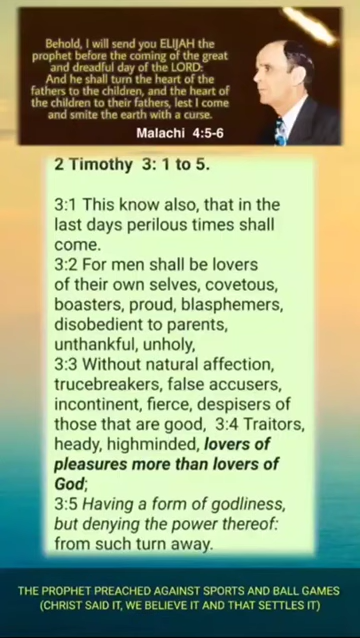 Behold, I will send you ELIJAH the
prophet before the coming of the great
and dreadful day of the LORD:
And he shall turn the heart of the
fathers to the children, and the heart of
the children to their fathers, lest I come
and smite the earth with a curse.
Malachi 4:5-6
2 Timothy 3: 1 to 5.
3:1 This know also, that in the
last days perilous times shall
come.
3:2 For men shall be lovers
of their own selves, covetous,
boasters, proud, blasphemers,
disobedient to parents,
unthankful, unholy,
3:3 Without natural affection,
trucebreakers, false accusers,
incontinent, fierce, despisers of
those that are good, 3:4 Traitors,
heady, highminded, lovers of
pleasures more than lovers of
God;
3:5 Having a form of godliness,
but denying the power thereof:
from such turn away.
THE PROPHET PREACHED AGAINST SPORTS AND BALL GAMES
(CHRIST SAID IT, WE BELIEVE IT AND THAT SETTLES IT)